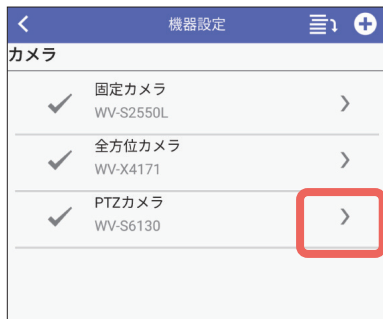 機器設定
カメラ
固定カメラ
WV-S2550L
全方位カメラ
WV-X4171
PTZカメラ
WV-S6130